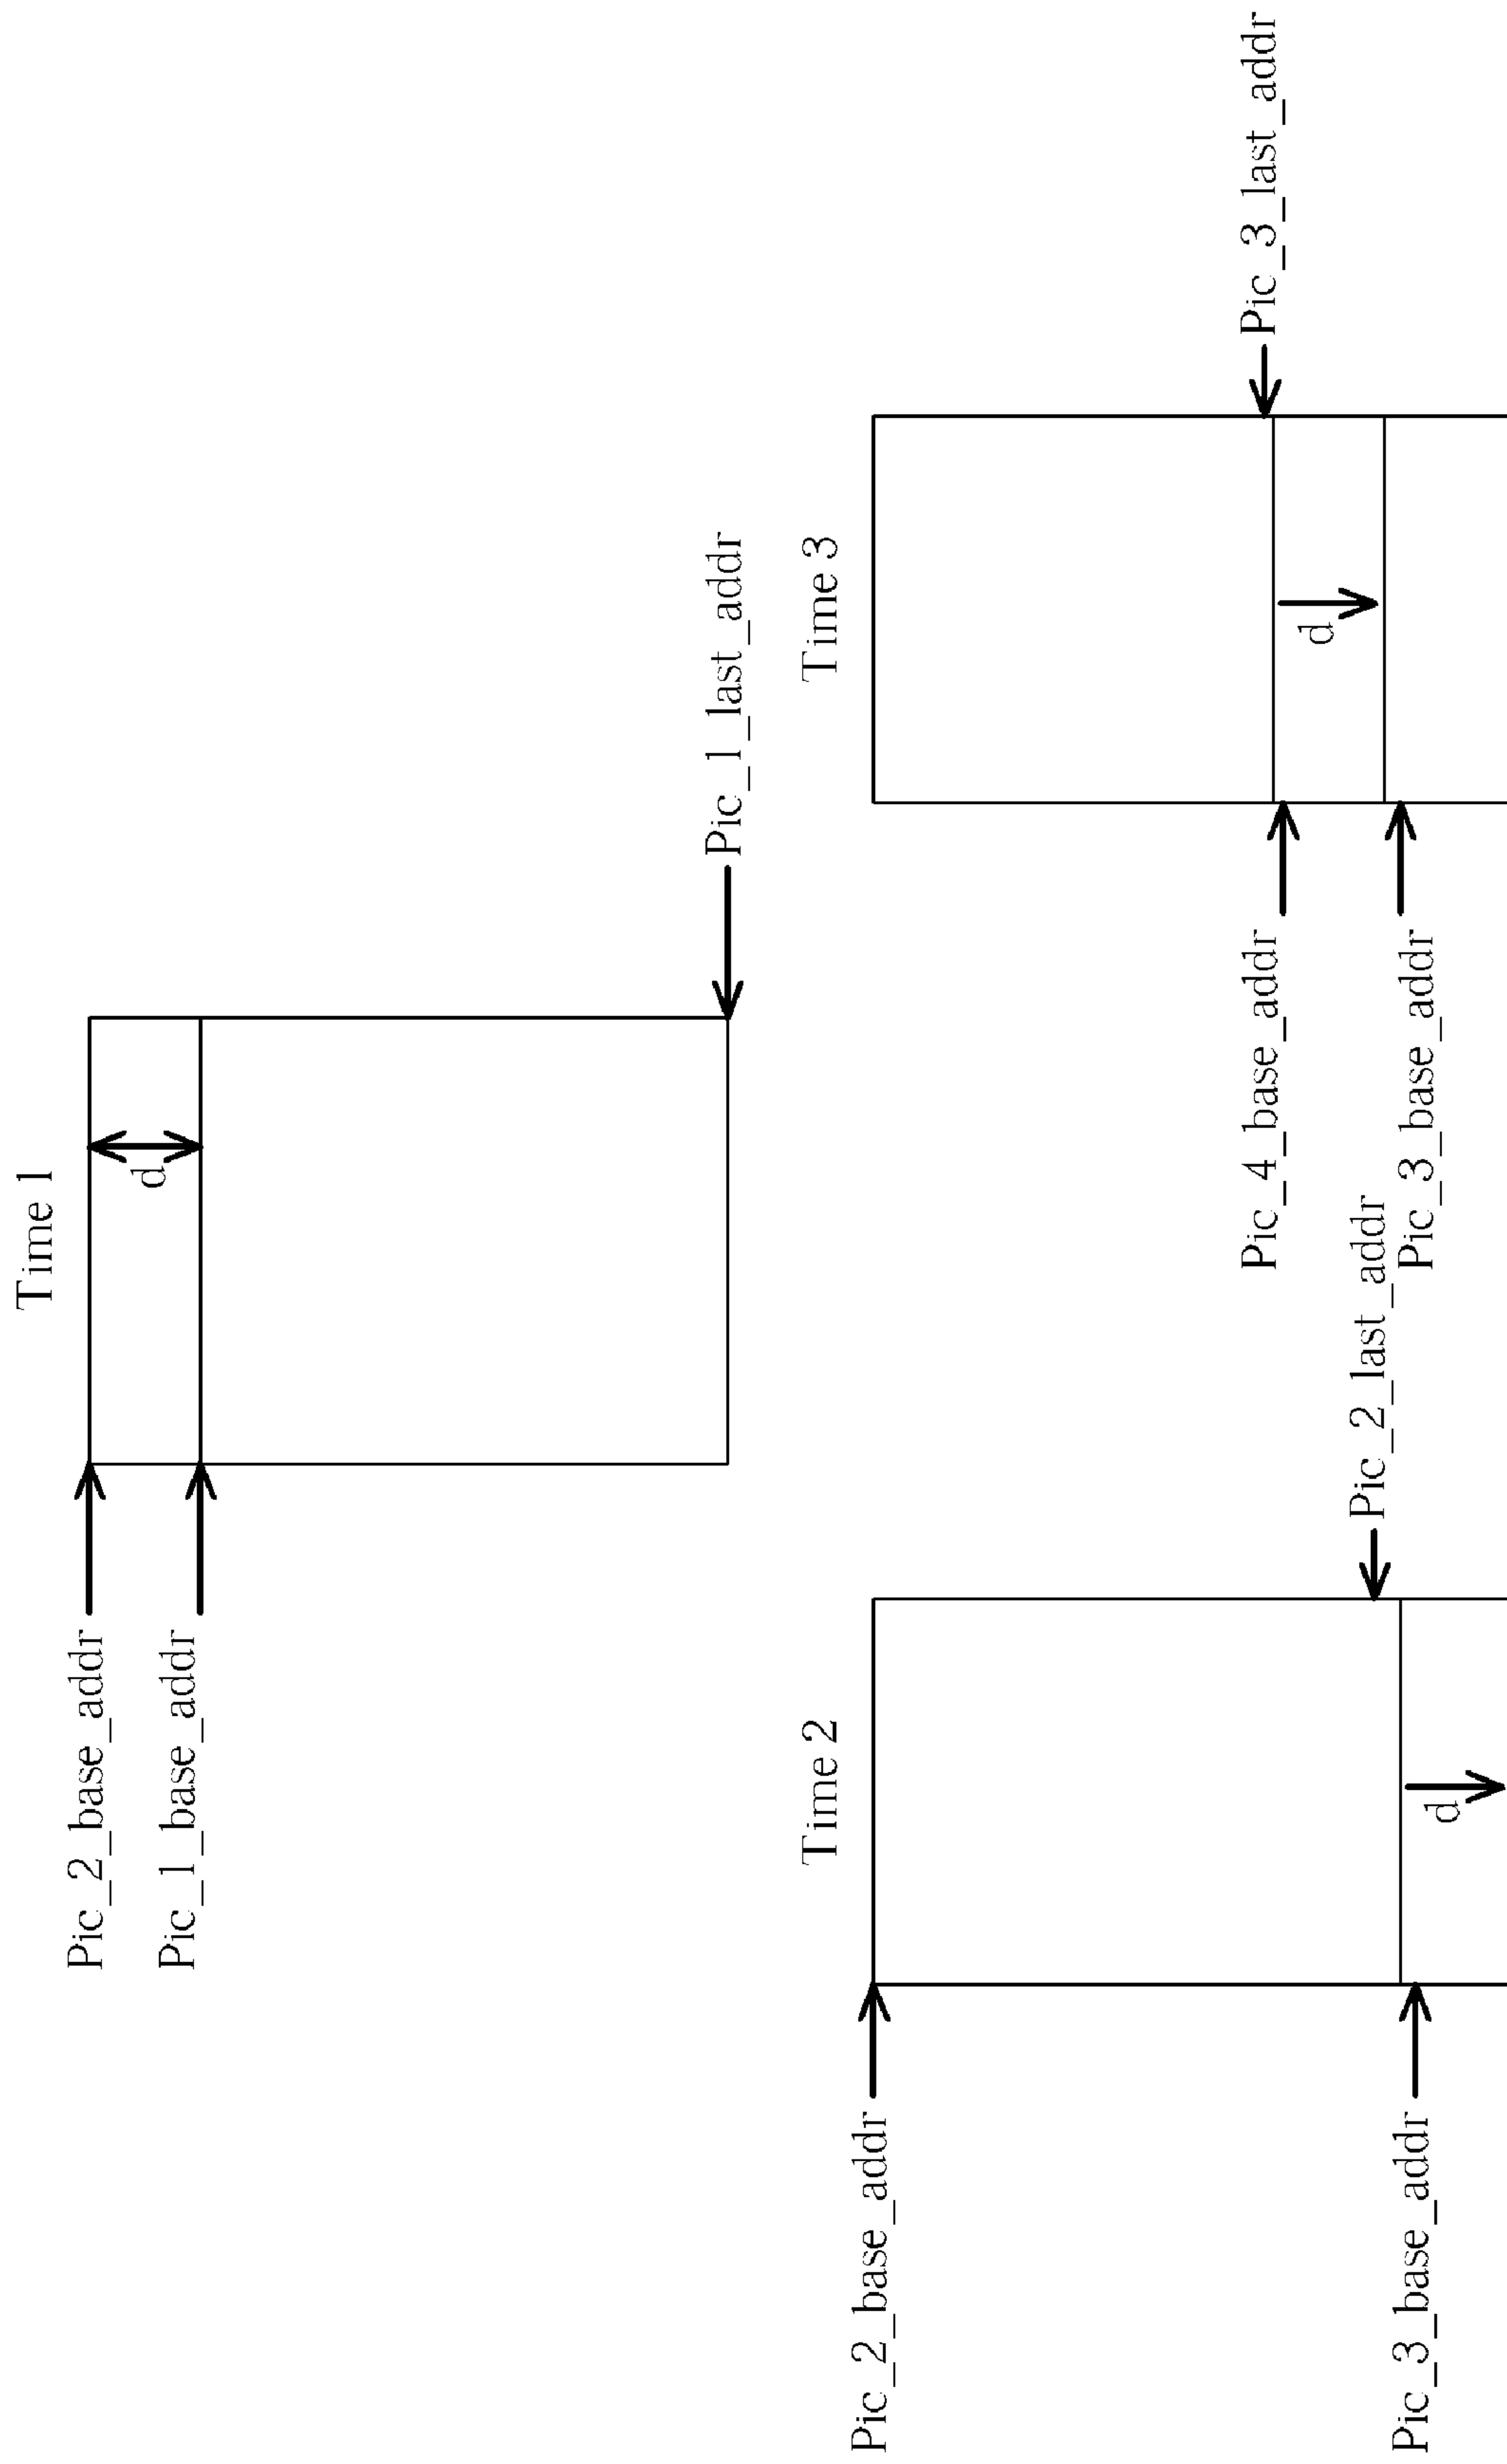 Time 1
Pic_2_base_addr
d
Pic_1_base_addr
Pic_1_last_addr
Time 2
Pic_2_base_addr
Pic_2_last_addr
Pic_3_base_addr
d
Time 3
Pic_3_last_addr
Pic_4_base_addr
d
Pic_3_base_addr